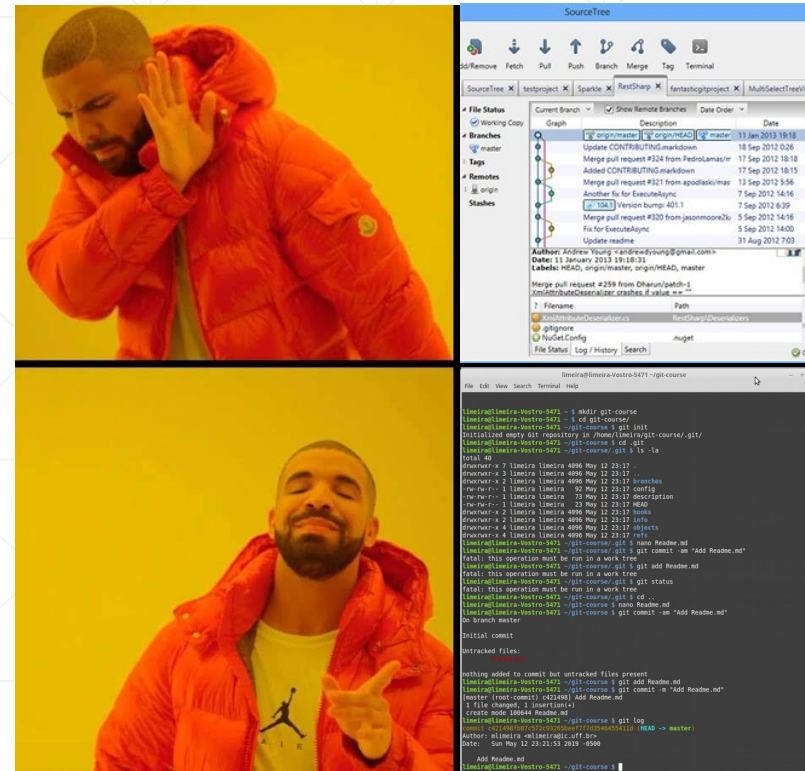 SourceTree
dd/Remove Fetch Pull Push Branch Merge Tag Terminal
SourceTree testproject Sparkle RestSharp fantasticgitproject MultiSelectTreeVi
File Status
Working Copy
Branches
master
Tags
Remotes
origin
Stashes
Current Branch Show Remote Branches Date Order
Graph Description Date
origin/master origin/HEAD master 11 Jan 2013 19:18
Update CONTRIBUTING.markdown 18 Sep 2012 0:26
Merge pull request #324 from PedroLamas/m 17 Sep 2012 18:18
Added CONTRIBUTING.markdown 17 Sep 2012 18:15
Merge pull request #321 from apodlaski/mas 13 Sep 2012 5:56
Another fix for ExecuteAsync 7 Sep 2012 14:16
104.1 Version bump: 401.1 7 Sep 2012 6:39
Merge pull request #320 from jasonmoore2k 5 Sep 2012 14:16
Fix for ExecuteAsync 5 Sep 2012 14:00
Update readme 31 Aug 2012 7:03
Author: Andrew Young <andrewdyoung@gmail.com>
Date: 11 January 2013 19:18:31
Labels: HEAD, origin/master, origin/HEAD, master
Merge pull request #259 from Dharun/patch-1
XmlAttributeDeserializer crashes if value == ""
? Filename Path
XmlAttributeDeserializer.cs RestSharp\Deserializers
.gitignore
NuGet.Config .nuget
File Status Log / History Search
limeira@limeira-Vostro-5471 ~/git-course
File Edit View Search Terminal Help
limeira@limeira-Vostro-5471 ~ $ mkdir git-course
limeira@limeira-Vostro-5471 ~ $ cd git-course/
limeira@limeira-Vostro-5471 ~/git-course $ git init
Initialized empty Git repository in /home/limeira/git-course/.git/
limeira@limeira-Vostro-5471 ~/git-course $ cd .git
limeira@limeira-Vostro-5471 ~/git-course/.git $ ls -la
total 40
drwxrwxr-x 7 limeira limeira 4096 May 12 23:17 .
drwxrwxr-x 3 limeira limeira 4096 May 12 23:17 ..
drwxrwxr-x 2 limeira limeira 4096 May 12 23:17 branches
-rw-rw-r-- 1 limeira limeira 92 May 12 23:17 config
-rw-rw-r-- 1 limeira limeira 73 May 12 23:17 description
-rw-rw-r-- 1 limeira limeira 23 May 12 23:17 HEAD
drwxrwxr-x 2 limeira limeira 4096 May 12 23:17 hooks
drwxrwxr-x 2 limeira limeira 4096 May 12 23:17 info
drwxrwxr-x 4 limeira limeira 4096 May 12 23:17 objects
drwxrwxr-x 4 limeira limeira 4096 May 12 23:17 refs
limeira@limeira-Vostro-5471 ~/git-course/.git $ nano Readme.md
limeira@limeira-Vostro-5471 ~/git-course/.git $ git commit -am "Add Readme.md"
fatal: this operation must be run in a work tree
limeira@limeira-Vostro-5471 ~/git-course/.git $ git add Readme.md
fatal: this operation must be run in a work tree
limeira@limeira-Vostro-5471 ~/git-course/.git $ git status
fatal: this operation must be run in a work tree
limeira@limeira-Vostro-5471 ~/git-course/.git $ cd ..
limeira@limeira-Vostro-5471 ~/git-course $ nano Readme.md
limeira@limeira-Vostro-5471 ~/git-course $ git commit -am "Add Readme.md"
On branch master
Initial commit
Untracked files:
nothing added to commit but untracked files present
limeira@limeira-Vostro-5471 ~/git-course $ git add Readme.md
limeira@limeira-Vostro-5471 ~/git-course $ git commit -m "Add Readme.md"
[master (root-commit) c421498] Add Readme.md
1 file changed, 1 insertion(+)
create mode 100644 Readme.md
limeira@limeira-Vostro-5471 ~/git-course $ git log
commit (HEAD -> master)
Author: mlimeira <mlimeira@ic.uff.br>
Date: Sun May 12 23:21:53 2019 -0500
Add Readme.md
limeira@limeira-Vostro-5471 ~/git-course $
AIR